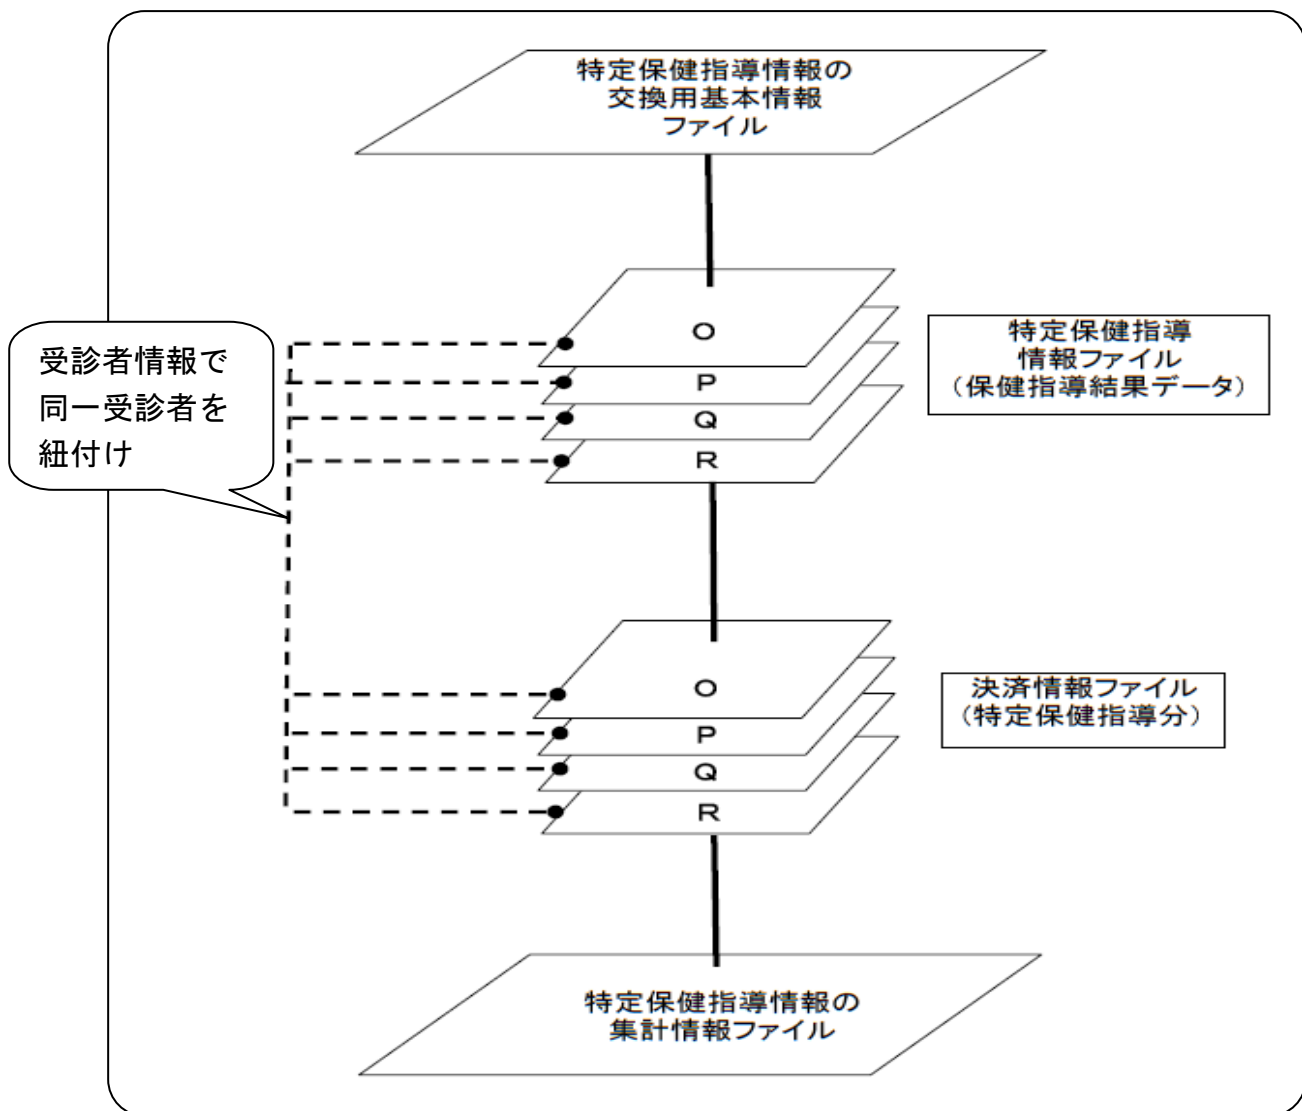 特定保健指導情報の
交換用基本情報
ファイル
受診者情報で
同一受診者を
紐付け
O
P
Q
R
特定保健指導
情報ファイル
（保健指導結果データ）
O
P
Q
R
決済情報ファイル
（特定保健指導分）
特定保健指導情報の
集計情報ファイル